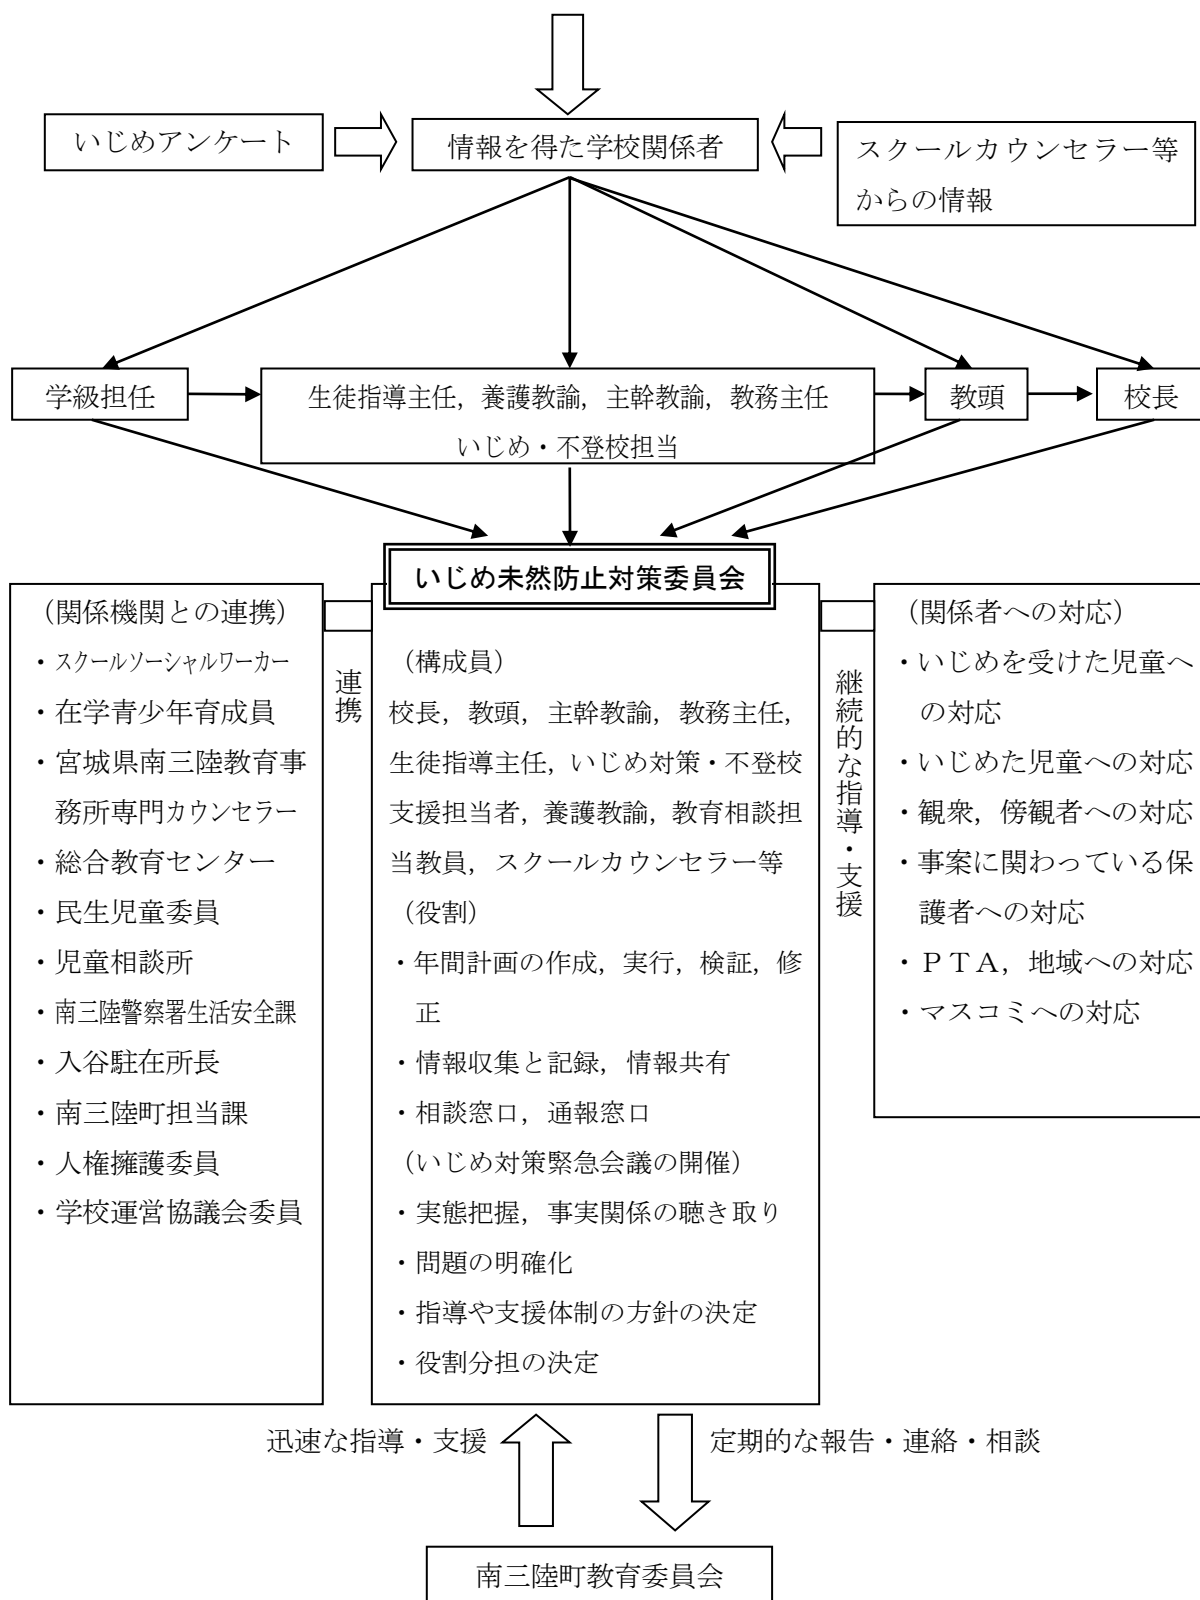 いじめアンケート
情報を得た学校関係者
スクールカウンセラー等
からの情報
学級担任
生徒指導主任，養護教諭，主幹教諭，教務主任
いじめ・不登校担当
教頭
校長
いじめ未然防止対策委員会
（関係機関との連携）
・スクールソーシャルワーカー
・在学青少年育成員
・宮城県南三陸教育事
務所専門カウンセラー
・総合教育センター
・民生児童委員
・児童相談所
・南三陸警察署生活安全課
・入谷駐在所長
・南三陸町担当課
・人権擁護委員
・学校運営協議会委員
連携
（構成員）
校長，教頭，主幹教諭，教務主任，
生徒指導主任，いじめ対策・不登校
支援担当者，養護教諭，教育相談担
当教員，スクールカウンセラー等
（役割）
・年間計画の作成，実行，検証，修
正
・情報収集と記録，情報共有
・相談窓口，通報窓口
（いじめ対策緊急会議の開催）
・実態把握，事実関係の聴き取り
・問題の明確化
・指導や支援体制の方針の決定
・役割分担の決定
継続的な指導・支援
（関係者への対応）
・いじめを受けた児童へ
の対応
・いじめた児童への対応
・観衆，傍観者への対応
・事案に関わっている保
護者への対応
・ＰＴＡ，地域への対応
・マスコミへの対応
迅速な指導・支援
定期的な報告・連絡・相談
南三陸町教育委員会